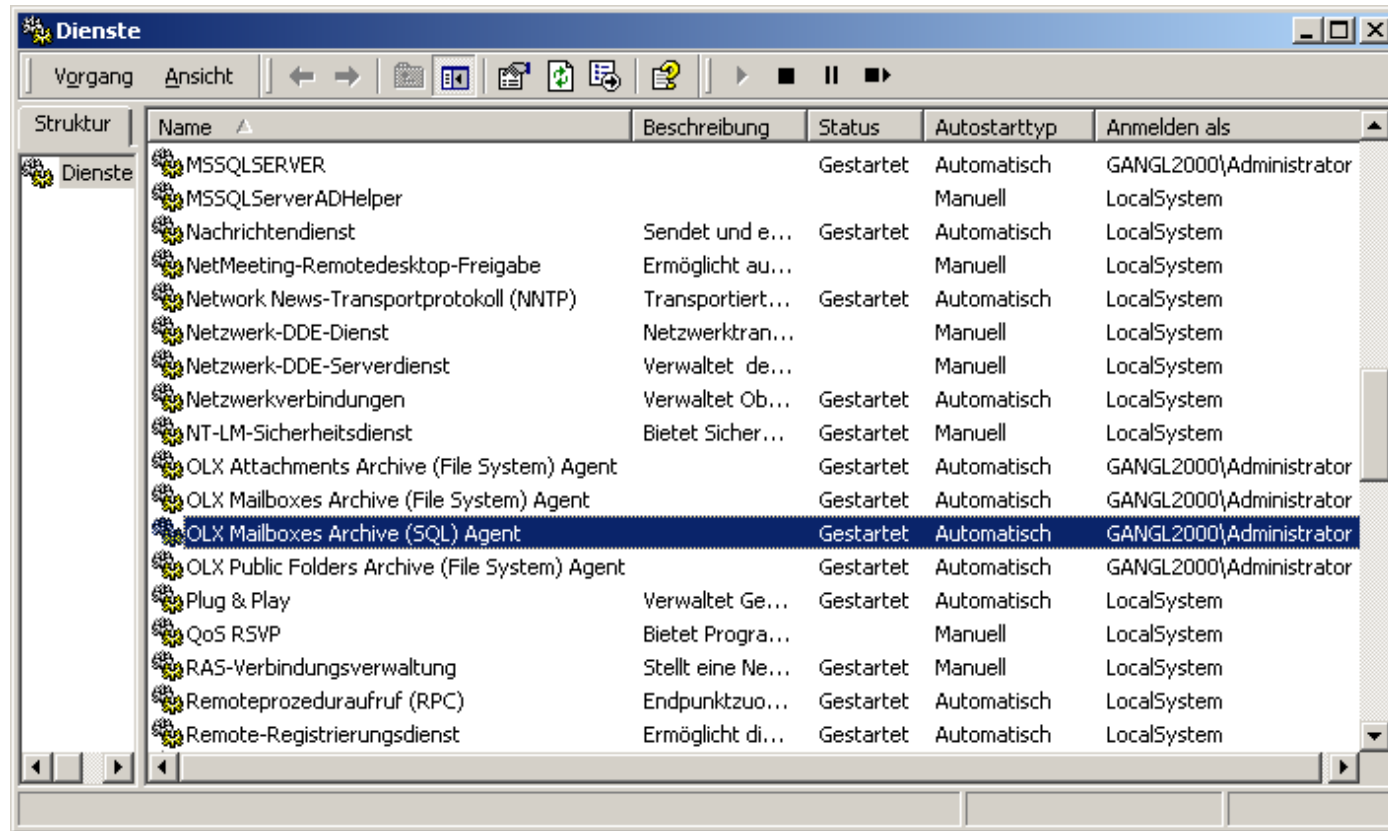 Dienste
Vorgang Ansicht
Struktur Name Beschreibung Status Autostarttyp Anmelden als
Dienste
MSSQLSERVER Gestartet Automatisch GANGL2000\Administrator
MSSQLServerADHelper Manuell LocalSystem
Nachrichtendienst Sendet und e... Gestartet Automatisch LocalSystem
NetMeeting-Remotedesktop-Freigabe Ermöglicht au... Manuell LocalSystem
Network News-Transportprotokoll (NNTP) Transportiert... Gestartet Automatisch LocalSystem
Netzwerk-DDE-Dienst Netzwerktran... Manuell LocalSystem
Netzwerk-DDE-Serverdienst Verwaltet de... Manuell LocalSystem
Netzwerkverbindungen Verwaltet Ob... Gestartet Automatisch LocalSystem
NT-LM-Sicherheitsdienst Bietet Sicher... Gestartet Manuell LocalSystem
OLX Attachments Archive (File System) Agent Gestartet Automatisch GANGL2000\Administrator
OLX Mailboxes Archive (File System) Agent Gestartet Automatisch GANGL2000\Administrator
OLX Mailboxes Archive (SQL) Agent Gestartet Automatisch GANGL2000\Administrator
OLX Public Folders Archive (File System) Agent Gestartet Automatisch GANGL2000\Administrator
Plug & Play Verwaltet Ge... Gestartet Automatisch LocalSystem
QoS RSVP Bietet Progra... Manuell LocalSystem
RAS-Verbindungsverwaltung Stellt eine Ne... Gestartet Manuell LocalSystem
Remoteprozeduraufruf (RPC) Endpunktzuo... Gestartet Automatisch LocalSystem
Remote-Registrierungsdienst Ermöglicht di... Gestartet Automatisch LocalSystem